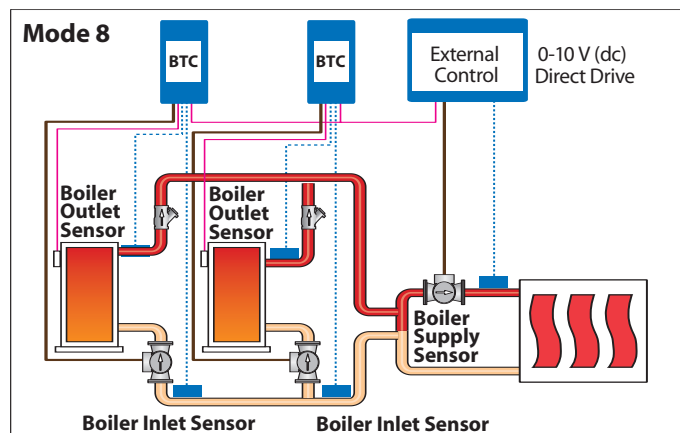 Mode 8
BTC
BTC
External
Control
0-10 V (dc)
Direct Drive
Boiler
Outlet
Sensor
Boiler
Outlet
Sensor
Boiler
Supply
Sensor
Boiler Inlet Sensor
Boiler Inlet Sensor